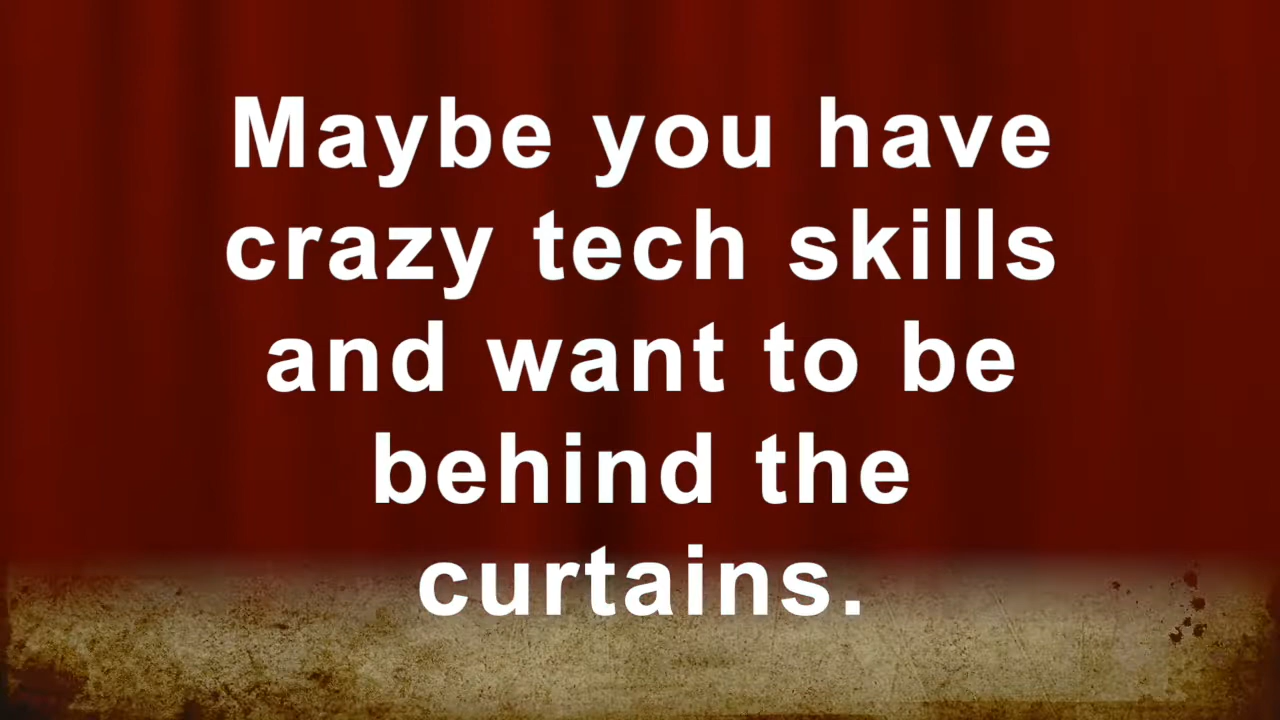 Maybe you have
crazy tech skills
and want to be
behind the
curtains.